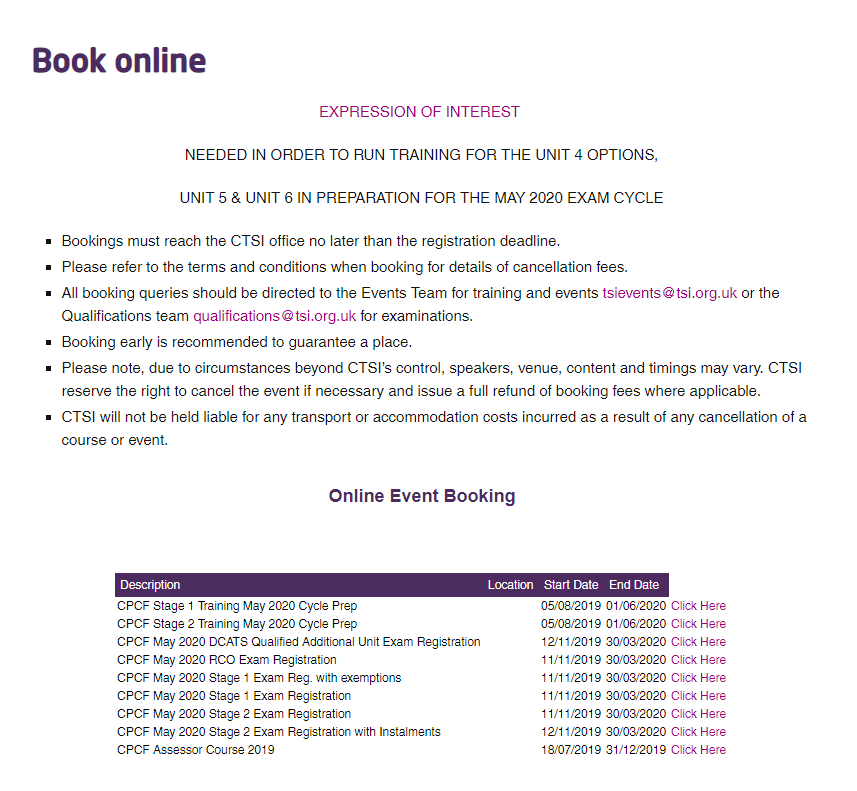 Book online
EXPRESSION OF INTEREST
NEEDED IN ORDER TO RUN TRAINING FOR THE UNIT 4 OPTIONS,
UNIT 5 & UNIT 6 IN PREPARATION FOR THE MAY 2020 EXAM CYCLE
▪ Bookings must reach the CTSI office no later than the registration deadline.
▪ Please refer to the terms and conditions when booking for details of cancellation fees.
▪ All booking queries should be directed to the Events Team for training and events tsievents@tsi.org.uk or the
Qualifications team qualifications@tsi.org.uk for examinations.
▪ Booking early is recommended to guarantee a place.
▪ Please note, due to circumstances beyond CTSI's control, speakers, venue, content and timings may vary. CTSI
reserve the right to cancel the event if necessary and issue a full refund of booking fees where applicable.
▪ CTSI will not be held liable for any transport or accommodation costs incurred as a result of any cancellation of a
course or event.
Online Event Booking
Description Location Start Date End Date
CPCF Stage 1 Training May 2020 Cycle Prep 05/08/2019 01/06/2020 Click Here
CPCF Stage 2 Training May 2020 Cycle Prep 05/08/2019 01/06/2020 Click Here
CPCF May 2020 DCATS Qualified Additional Unit Exam Registration 12/11/2019 30/03/2020 Click Here
CPCF May 2020 RCO Exam Registration 11/11/2019 30/03/2020 Click Here
CPCF May 2020 Stage 1 Exam Reg. with exemptions 11/11/2019 30/03/2020 Click Here
CPCF May 2020 Stage 1 Exam Registration 11/11/2019 30/03/2020 Click Here
CPCF May 2020 Stage 2 Exam Registration 11/11/2019 30/03/2020 Click Here
CPCF May 2020 Stage 2 Exam Registration with Instalments 12/11/2019 30/03/2020 Click Here
CPCF Assessor Course 2019 18/07/2019 31/12/2019 Click Here